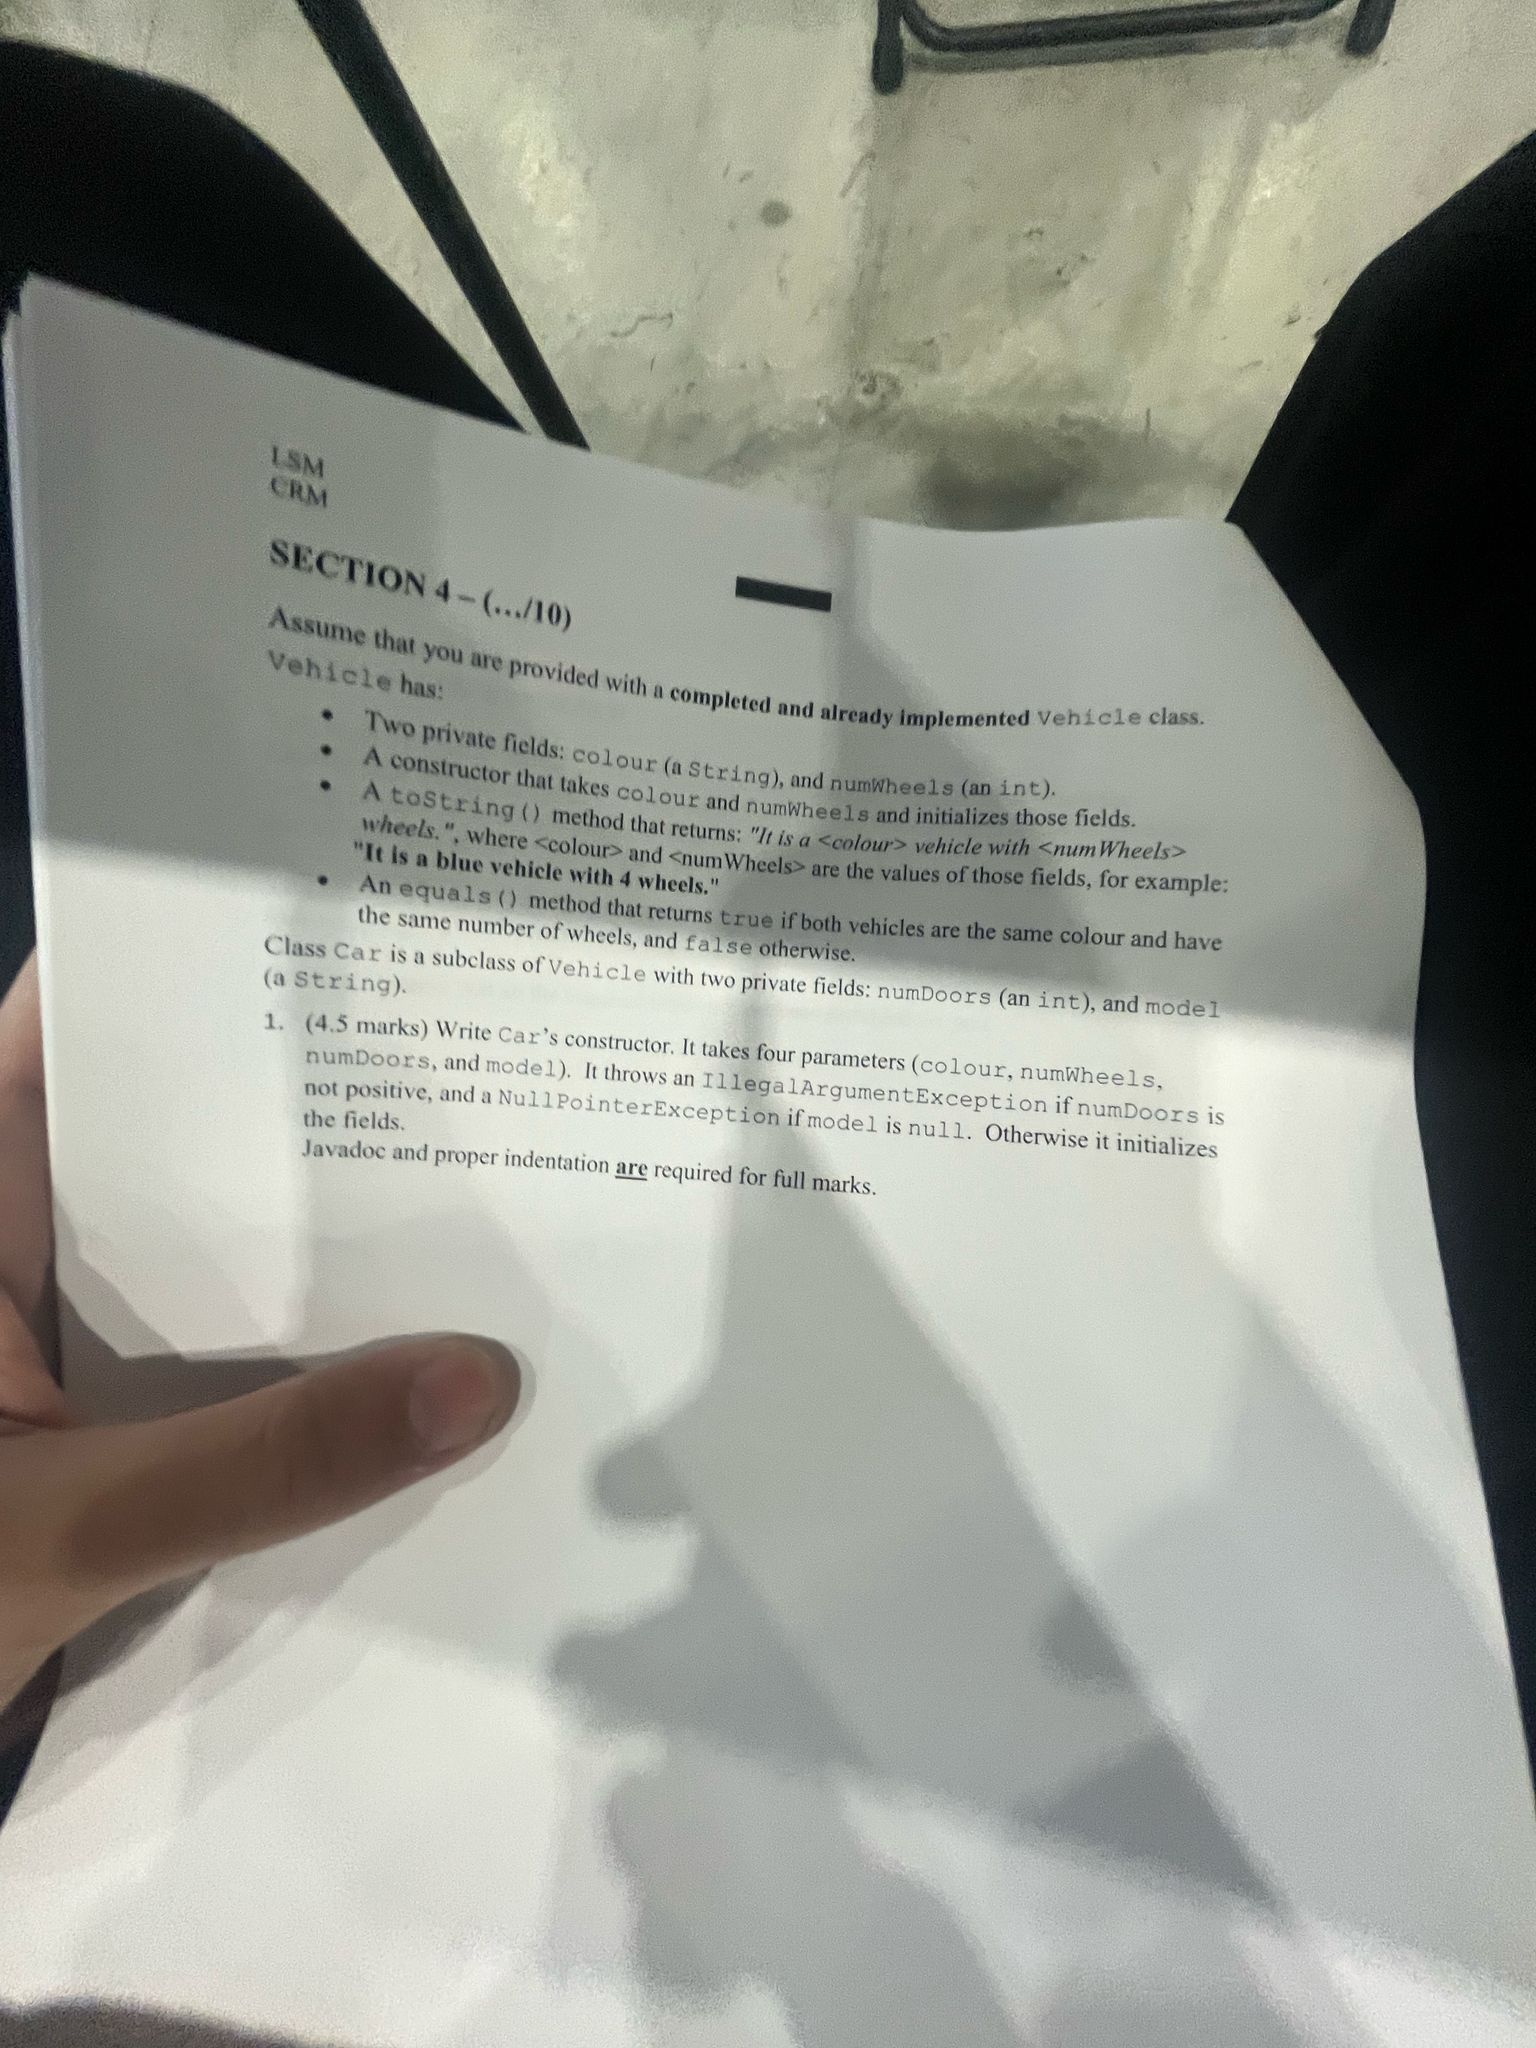 LSM
CRM
SECTION 4 – (.../10)
Assume that you are provided with a completed and already implemented Vehicle class.
Vehicle has:
• Two private fields: colour (a String), and numWheels (an int).
• A constructor that takes colour and numWheels and initializes those fields.
• A toString() method that returns: "It is a <colour> vehicle with <numWheels>
wheels.", where <colour> and <numWheels> are the values of those fields, for example:
"It is a blue vehicle with 4 wheels."
• An equals() method that returns true if both vehicles are the same colour and have
the same number of wheels, and false otherwise.
Class Car is a subclass of Vehicle with two private fields: numDoors (an int), and model
(a String).
1. (4.5 marks) Write Car's constructor. It takes four parameters (colour, numWheels,
numDoors, and model). It throws an IllegalArgumentException if numDoors is
not positive, and a NullPointerException if model is null. Otherwise it initializes
the fields.
Javadoc and proper indentation are required for full marks.